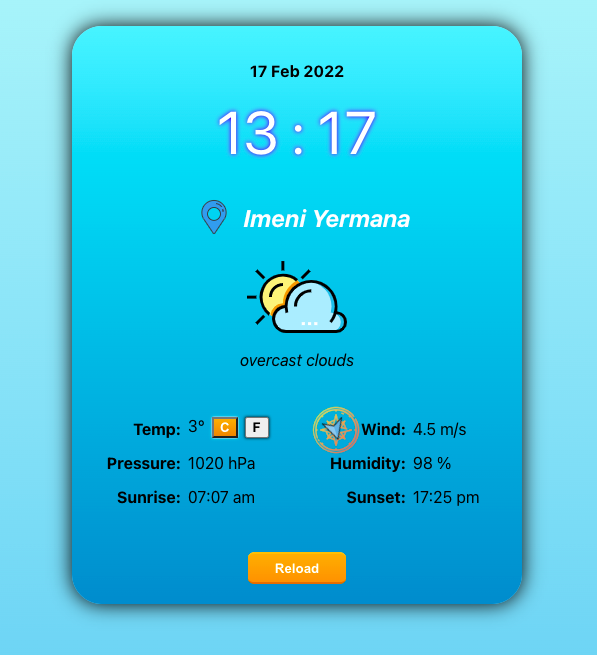 17 Feb 2022
13 : 17
Imeni Yermana
overcast clouds
Temp: 3° C F Wind: 4.5 m/s
Pressure: 1020 hPa Humidity: 98 %
Sunrise: 07:07 am Sunset: 17:25 pm
Reload